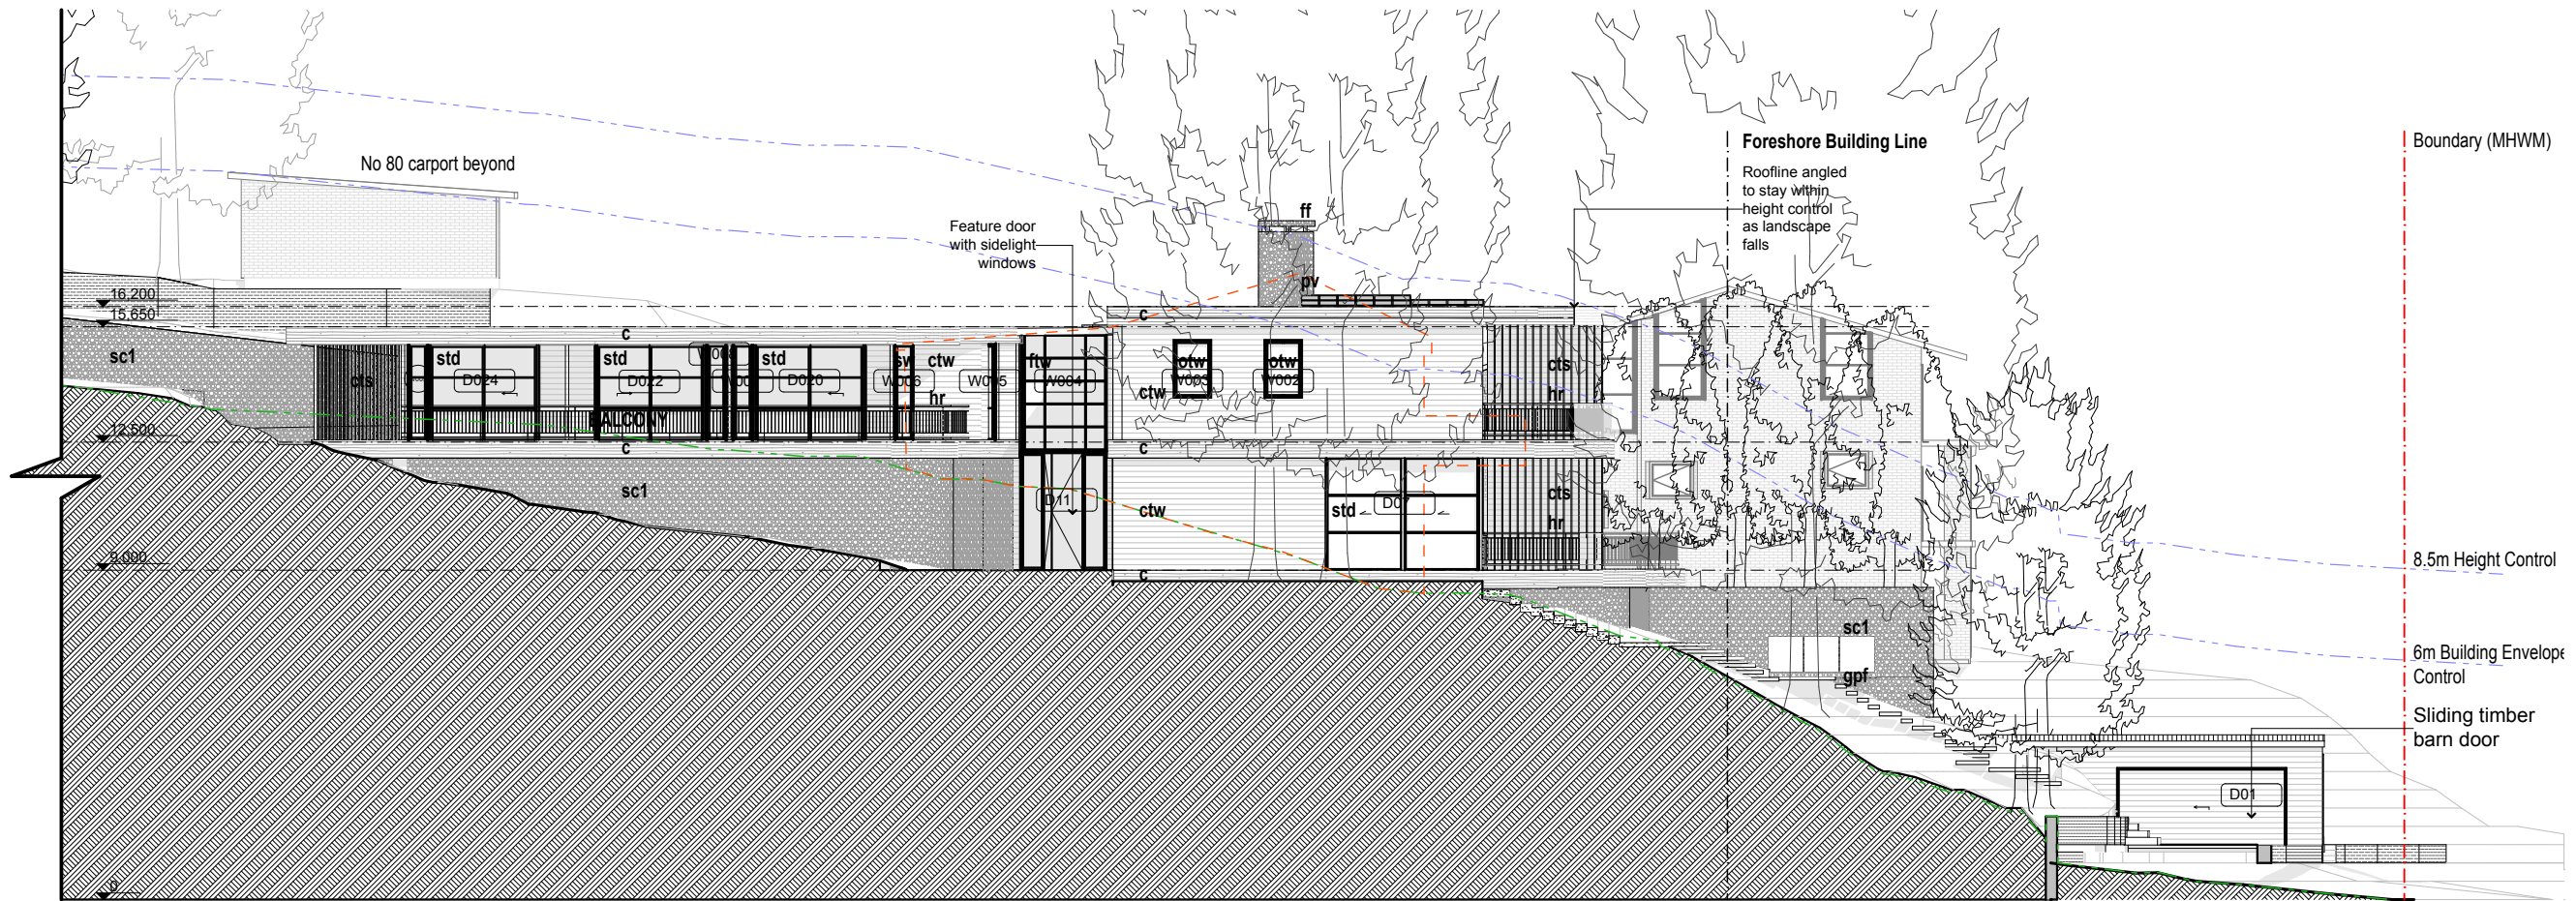 Foreshore Building Line
Boundary (MHWM)
No 80 carport beyond
Roofline angled
to stay within
height control
as landscape
falls
ff
Feature door
with sidelight
windows
pv
16,200
15,650
c
c
sc1
std
std
std
sw
ctw
ftw
otw
otw
cts
cts
D024
D022
D020
W006
W005
W004
W003
W002
hr
ctw
hr
BALCONY
12,500
c
c
sc1
D11
ctw
std
D07
cts
hr
9,000
c
8.5m Height Control
sc1
6m Building Envelope
Control
gpf
Sliding timber
barn door
D01
0